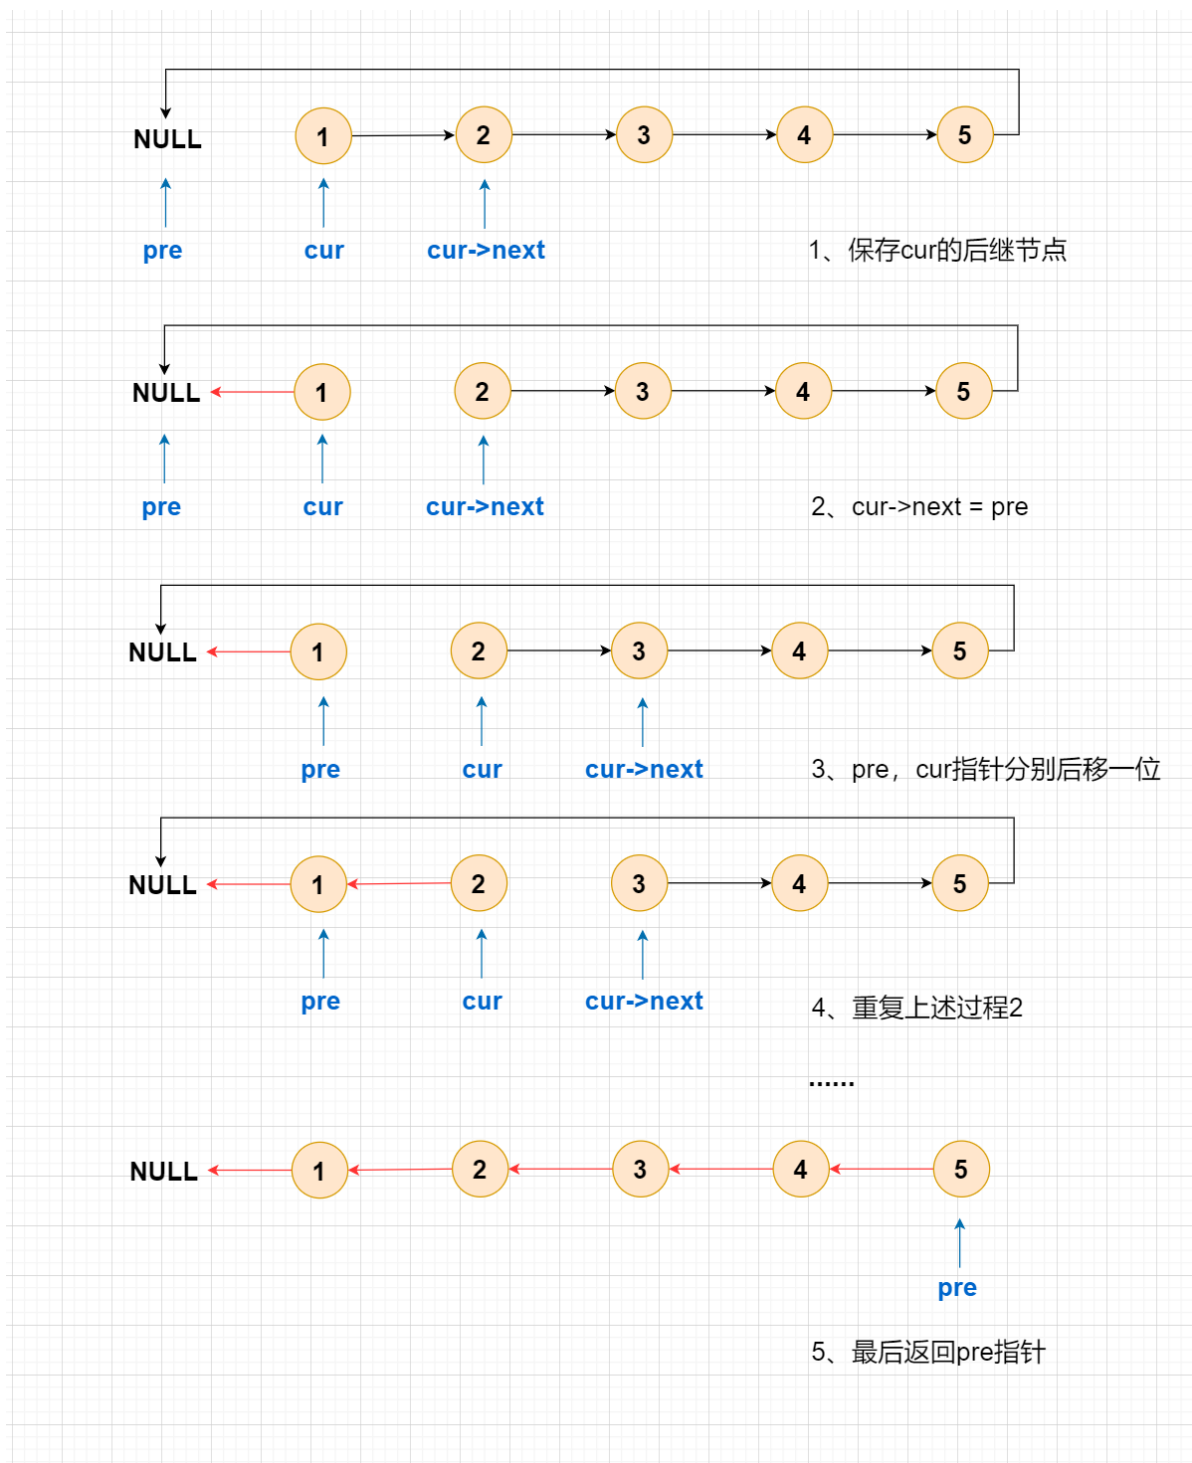 NULL 1 2 3 4 5
pre cur cur->next
1、保存cur的后继节点
NULL 1 2 3 4 5
pre cur cur->next
2、cur->next = pre
NULL 1 2 3 4 5
pre cur cur->next
3、pre，cur指针分别后移一位
NULL 1 2 3 4 5
pre cur cur->next
4、重复上述过程2
......
NULL 1 2 3 4 5
pre
5、最后返回pre指针